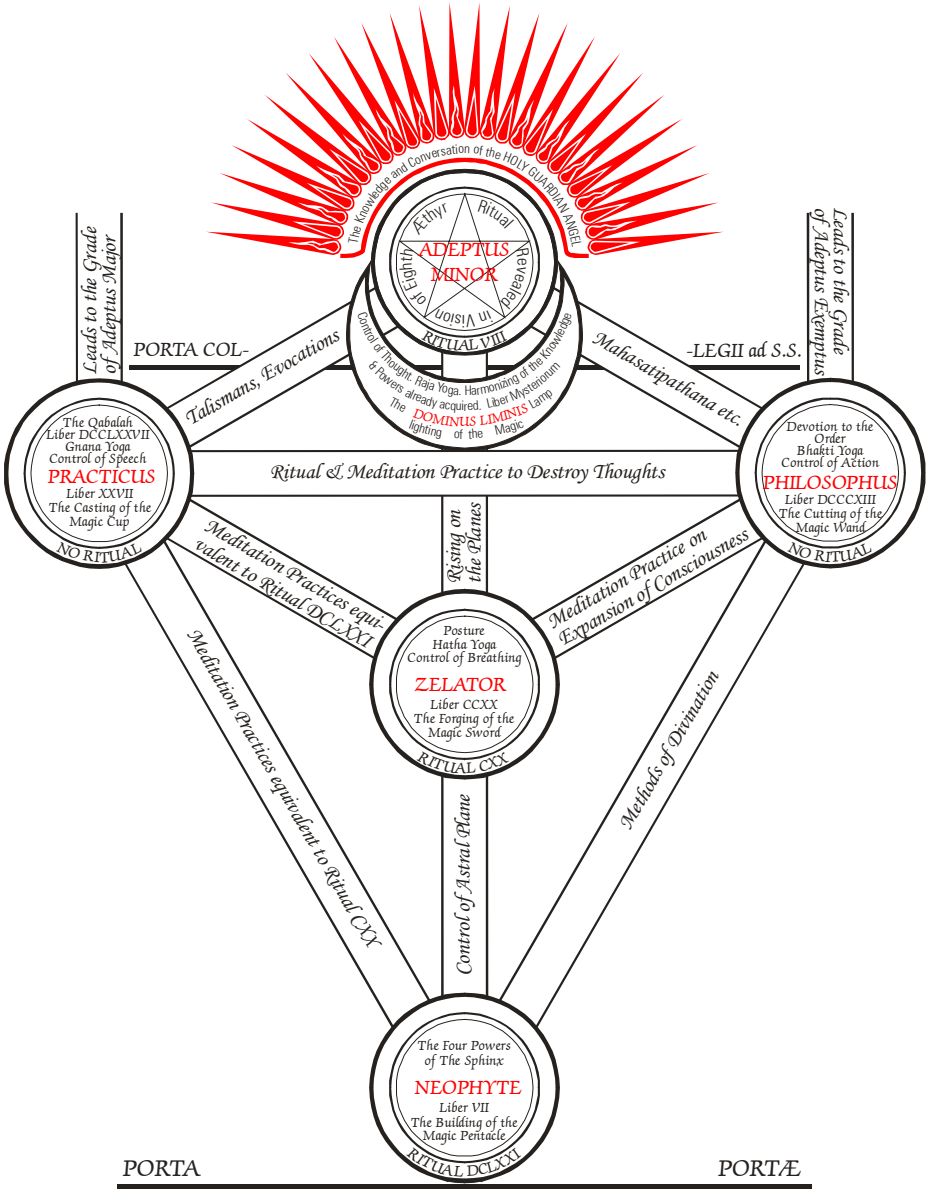 The Knowledge and Conversation of the HOLY GUARDIAN ANGEL
Æthyr Ritual Revealed in Vision of Eighth
ADEPTUS
MINOR
RITUAL VIII
Leads to the Grade
of Adeptus Major
Leads to the Grade
of Adeptus Exemptus
PORTA COL-
-LEGII ad S.S.
Talismans, Evocations
Mahasatipathana etc.
Control of Thought. Raja Yoga. Harmonizing of the Knowledge
& Powers already acquired. Liber Mysteriorum
The DOMINUS LIMINIS Lamp
lighting of the Magic
The Qabalah
Liber DCCLXXVII
Gnana Yoga
Control of Speech
PRACTICUS
Liber XXVII
The Casting of the
Magic Cup
NO RITUAL
Ritual & Meditation Practice to Destroy Thoughts
Devotion to the
Order
Bhakti Yoga
Control of Action
PHILOSOPHUS
Liber DCCCXIII
The Cutting of the
Magic Wand
NO RITUAL
Meditation Practices equi-
valent to Ritual DCLXXI
Rising on
the Planes
Meditation Practice on
Expansion of Consciousness
Posture
Hatha Yoga
Control of Breathing
ZELATOR
Liber CCXX
The Forging of the
Magic Sword
RITUAL CXX
Meditation Practices equivalent to Ritual CXX
Control of Astral Plane
Methods of Divination
The Four Powers
of The Sphinx
NEOPHYTE
Liber VII
The Building of the
Magic Pentacle
RITUAL DCLXXI
PORTA
PORTÆ